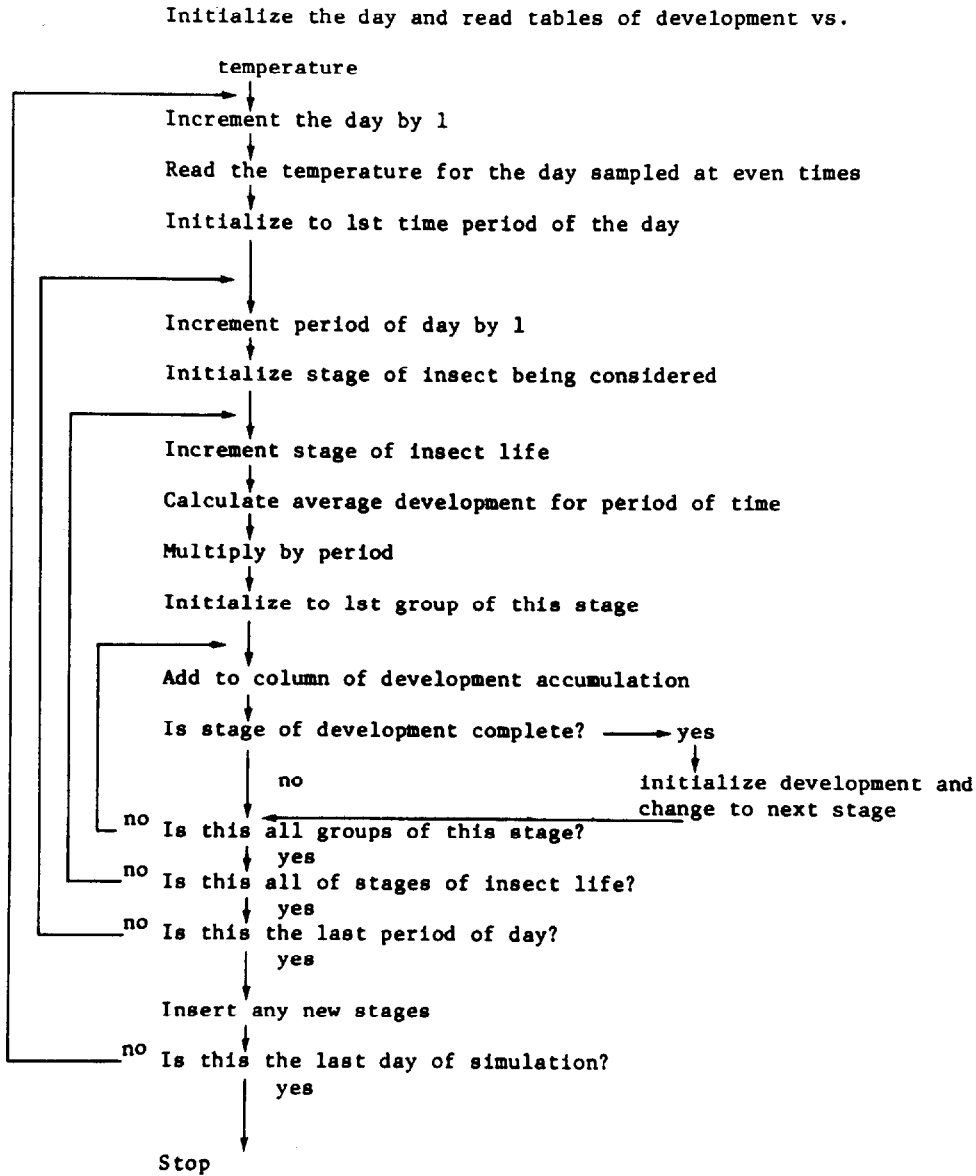 Initialize the day and read tables of development vs.
temperature
Increment the day by 1
Read the temperature for the day sampled at even times
Initialize to 1st time period of the day
Increment period of day by 1
Initialize stage of insect being considered
Increment stage of insect life
Calculate average development for period of time
Multiply by period
Initialize to 1st group of this stage
Add to column of development accumulation
Is stage of development complete? yes
no
initialize development and
change to next stage
no Is this all groups of this stage?
yes
no Is this all of stages of insect life?
yes
no Is this the last period of day?
yes
Insert any new stages
no Is this the last day of simulation?
yes
Stop